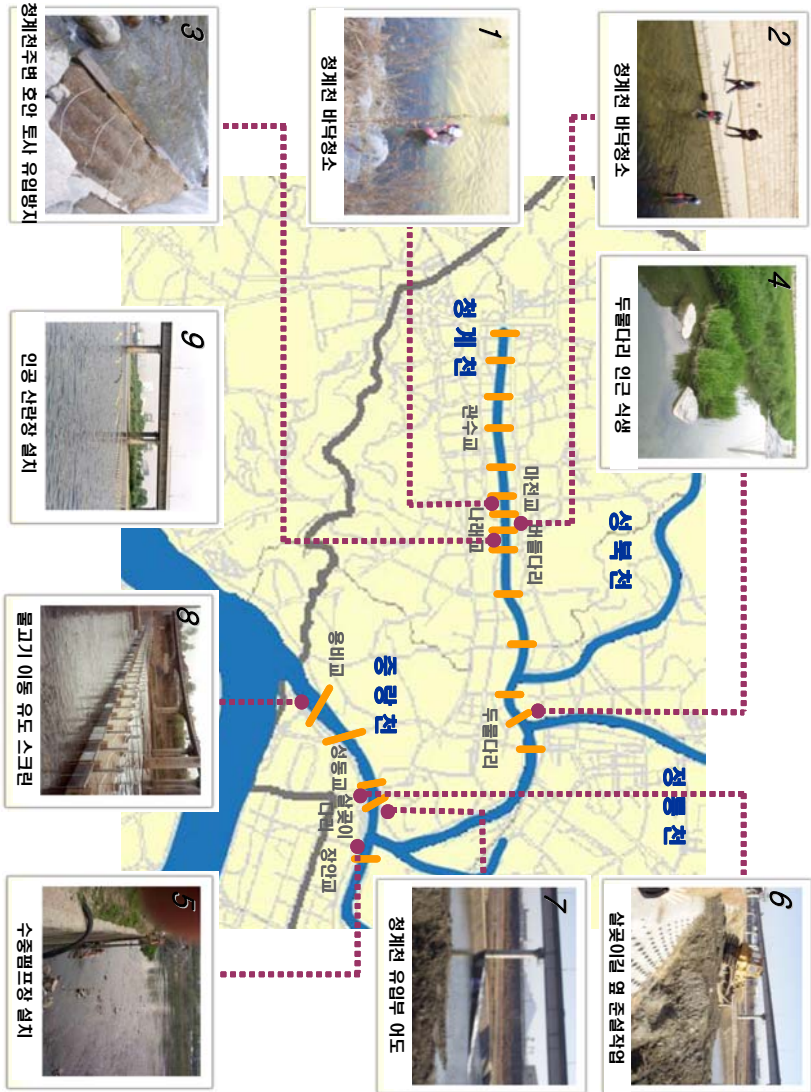 1
청계천 바닥청소
2
청계천 바닥청소
3
청계천주변 호안 토사 유입방지
4
두물다리 인근 식생
5
수중펌프장 설치
6
살곶이길 옆 준설작업
7
청계천 유입부 어도
8
물고기 이동 유도 스크린
9
인공 산란장 설치
청계천
성북천
정릉천
중랑천
광수교
마전교
나래교
버들다리
두물다리
응비교
성동교
살곶이
다리
장안교